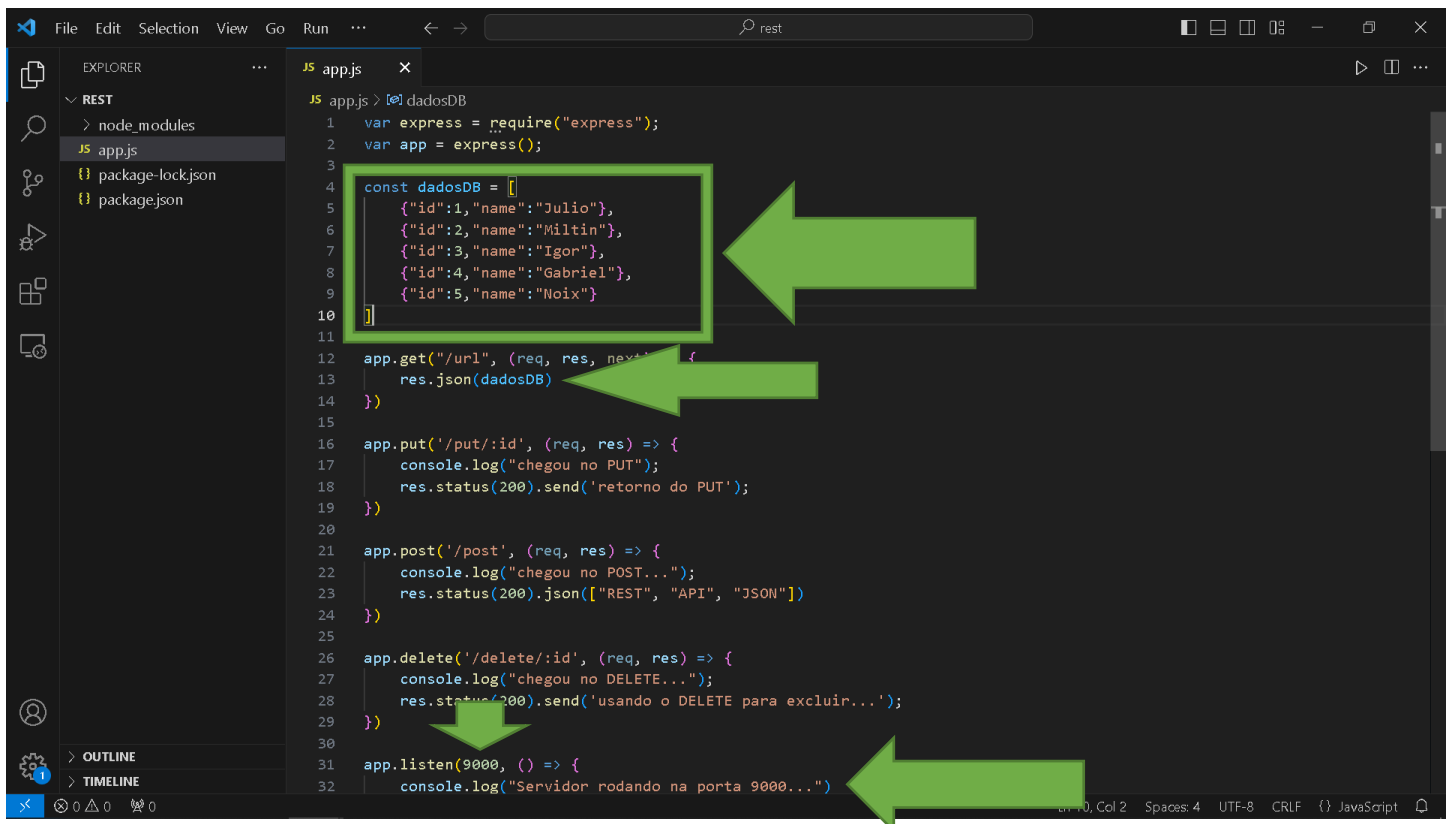 File Edit Selection View Go Run ··· rest
EXPLORER ···
REST
node_modules
JS app.js
{} package-lock.json
{} package.json
OUTLINE
TIMELINE
JS app.js
JS app.js > dadosDB
1 var express = require("express");
2 var app = express();
3
4 const dadosDB = [
5 {"id":1,"name":"Julio"},
6 {"id":2,"name":"Miltin"},
7 {"id":3,"name":"Igor"},
8 {"id":4,"name":"Gabriel"},
9 {"id":5,"name":"Noix"}
10 ]
11
12 app.get("/url", (req, res, {
13 res.json(dadosDB)
14 })
15
16 app.put('/put/:id', (req, res) => {
17 console.log("chegou no PUT");
18 res.status(200).send('retorno do PUT');
19 })
20
21 app.post('/post', (req, res) => {
22 console.log("chegou no POST...");
23 res.status(200).json(["REST", "API", "JSON"])
24 })
25
26 app.delete('/delete/:id', (req, res) => {
27 console.log("chegou no DELETE...");
28 res.status(200).send('usando o DELETE para excluir...');
29 })
30
31 app.listen(9000, () => {
32 console.log("Servidor rodando na porta 9000...")
1
0 0 0 10, Col 2 Spaces: 4 UTF-8 CRLF {} JavaScript